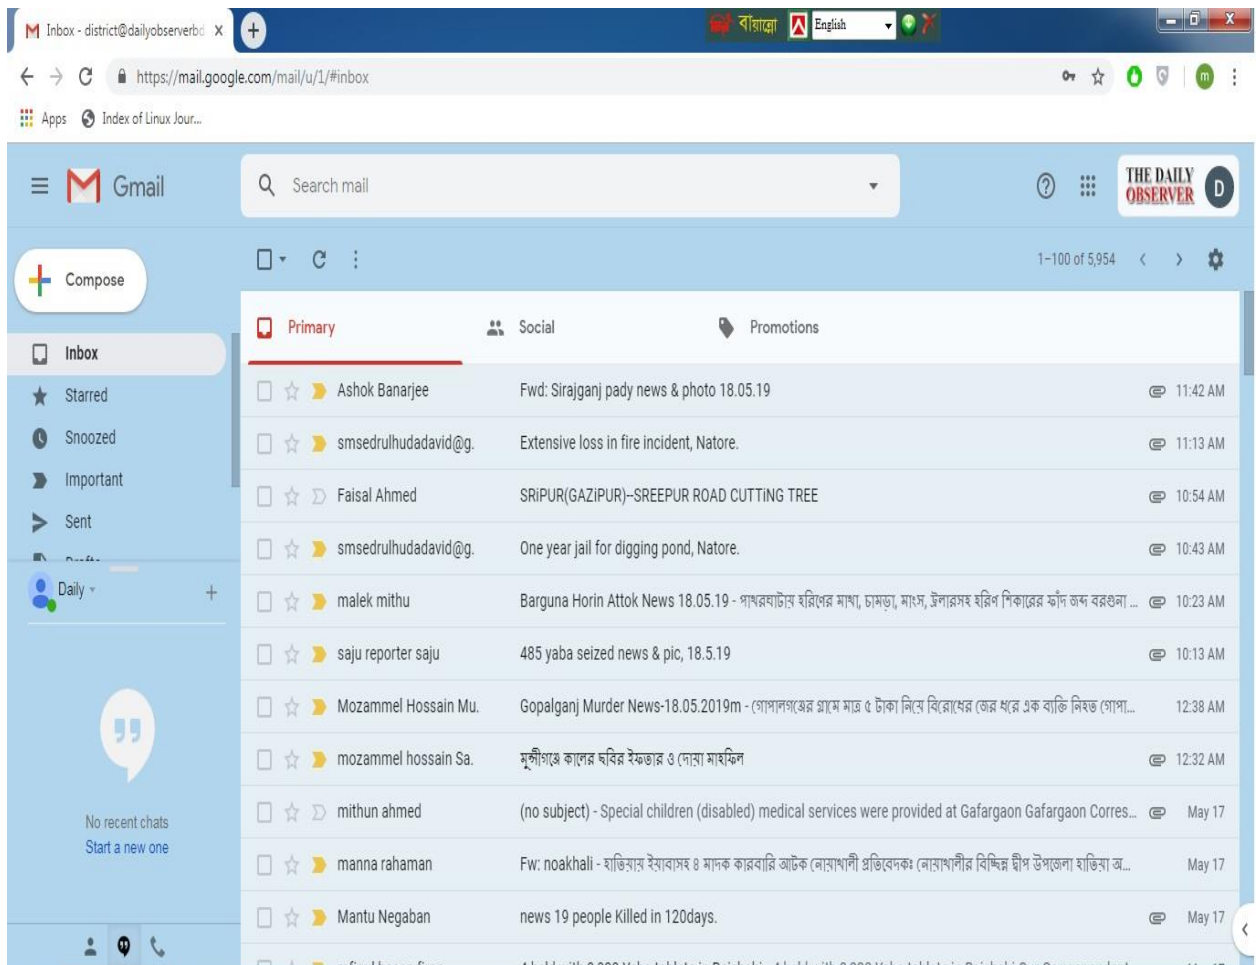 Inbox - district@dailyobserverbd
বায়ান্নো English
https://mail.google.com/mail/u/1/#inbox
m
Apps Index of Linux Jour...
Gmail
Search mail
THE DAILY
OBSERVER
D
Compose
1–100 of 5,954
Primary Social Promotions
Inbox
Starred
Snoozed
Important
Sent
Drafts
Daily
No recent chats
Start a new one
Ashok Banarjee Fwd: Sirajganj pady news & photo 18.05.19 11:42 AM
smsedrulhudadavid@g. Extensive loss in fire incident, Natore. 11:13 AM
Faisal Ahmed SRiPUR(GAZiPUR)--SREEPUR ROAD CUTTiNG TREE 10:54 AM
smsedrulhudadavid@g. One year jail for digging pond, Natore. 10:43 AM
malek mithu Barguna Horin Attok News 18.05.19 - পাথরঘাটায় হরিণের মাথা, চামড়া, মাংস, ট্রলারসহ হরিণ শিকারের ফাঁদ জব্দ বরগুনা ... 10:23 AM
saju reporter saju 485 yaba seized news & pic, 18.5.19 10:13 AM
Mozammel Hossain Mu. Gopalganj Murder News-18.05.2019m - গোপালগঞ্জের গ্রামে মাত্র ৫ টাকা নিয়ে বিরোধের জের ধরে এক ব্যক্তি নিহত গোপা... 12:38 AM
mozammel hossain Sa. মুন্সীগঞ্জে কালের ছবির ইফতার ও দোয়া মাহফিল 12:32 AM
mithun ahmed (no subject) - Special children (disabled) medical services were provided at Gafargaon Gafargaon Corres... May 17
manna rahaman Fw: noakhali - হাতিয়ায় ইয়াবাসহ ৪ মাদক কারবারি আটক নোয়াখালী প্রতিবেদকঃ নোয়াখালীর বিচ্ছিন্ন দ্বীপ উপজেলা হাতিয়া অ... May 17
Mantu Negaban news 19 people Killed in 120days. May 17